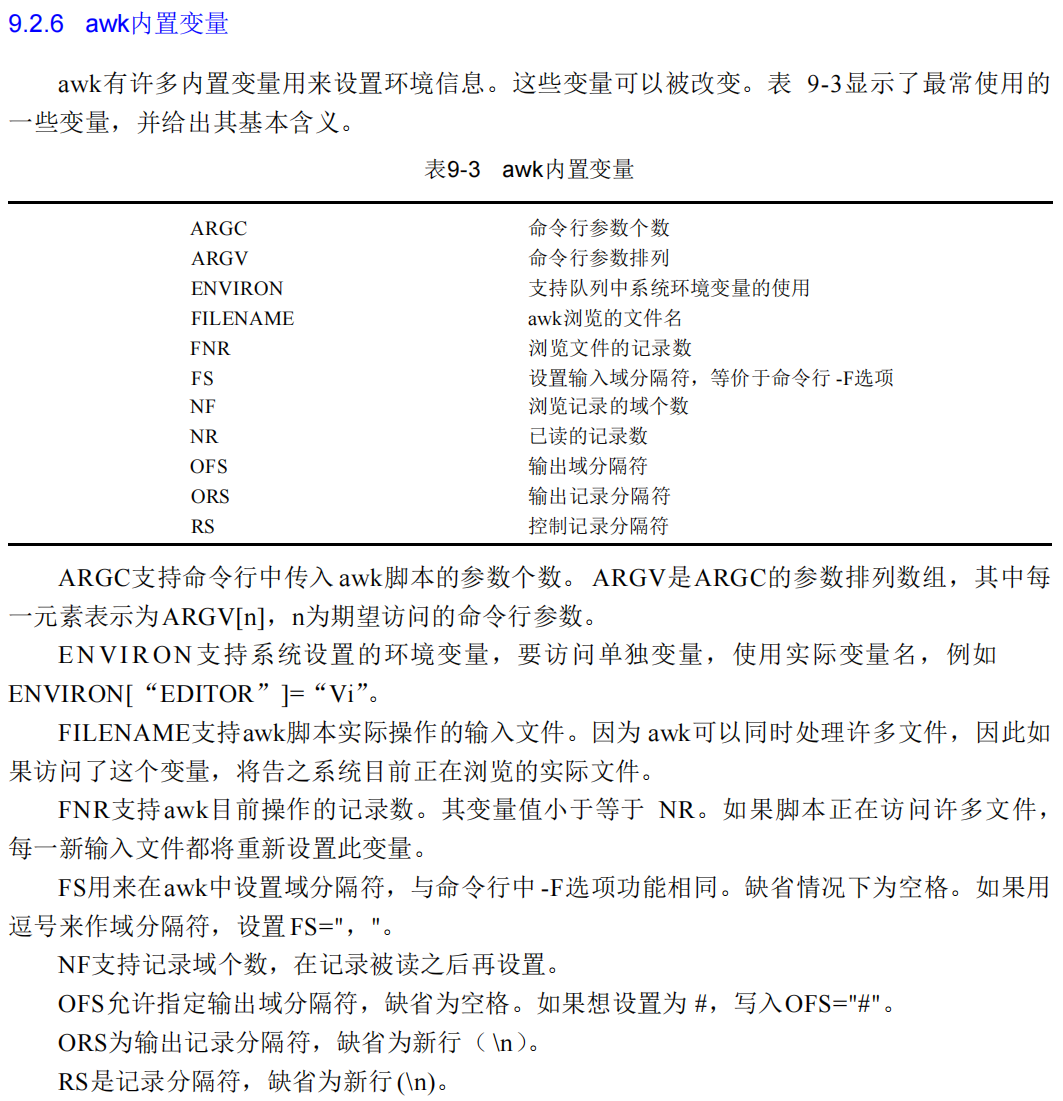 9.2.6 awk内置变量
awk有许多内置变量用来设置环境信息。这些变量可以被改变。表 9-3显示了最常使用的
一些变量，并给出其基本含义。
表9-3 awk内置变量
ARGC 命令行参数个数
ARGV 命令行参数排列
ENVIRON 支持队列中系统环境变量的使用
FILENAME awk浏览的文件名
FNR 浏览文件的记录数
FS 设置输入域分隔符，等价于命令行 -F选项
NF 浏览记录的域个数
NR 已读的记录数
OFS 输出域分隔符
ORS 输出记录分隔符
RS 控制记录分隔符
ARGC支持命令行中传入 awk脚本的参数个数。 ARGV是ARGC的参数排列数组，其中每
一元素表示为ARGV[n]，n为期望访问的命令行参数。
ENVIRON支持系统设置的环境变量，要访问单独变量，使用实际变量名，例如
ENVIRON[“EDITOR”]=“Vi”。
FILENAME支持awk脚本实际操作的输入文件。因为 awk可以同时处理许多文件，因此如
果访问了这个变量，将告之系统目前正在浏览的实际文件。
FNR支持awk目前操作的记录数。其变量值小于等于 NR。如果脚本正在访问许多文件，
每一新输入文件都将重新设置此变量。
FS用来在awk中设置域分隔符，与命令行中 -F选项功能相同。缺省情况下为空格。如果用
逗号来作域分隔符，设置 FS="，"。
NF支持记录域个数，在记录被读之后再设置。
OFS允许指定输出域分隔符，缺省为空格。如果想设置为 #，写入OFS="#"。
ORS为输出记录分隔符，缺省为新行（ \n）。
RS是记录分隔符，缺省为新行(\n)。